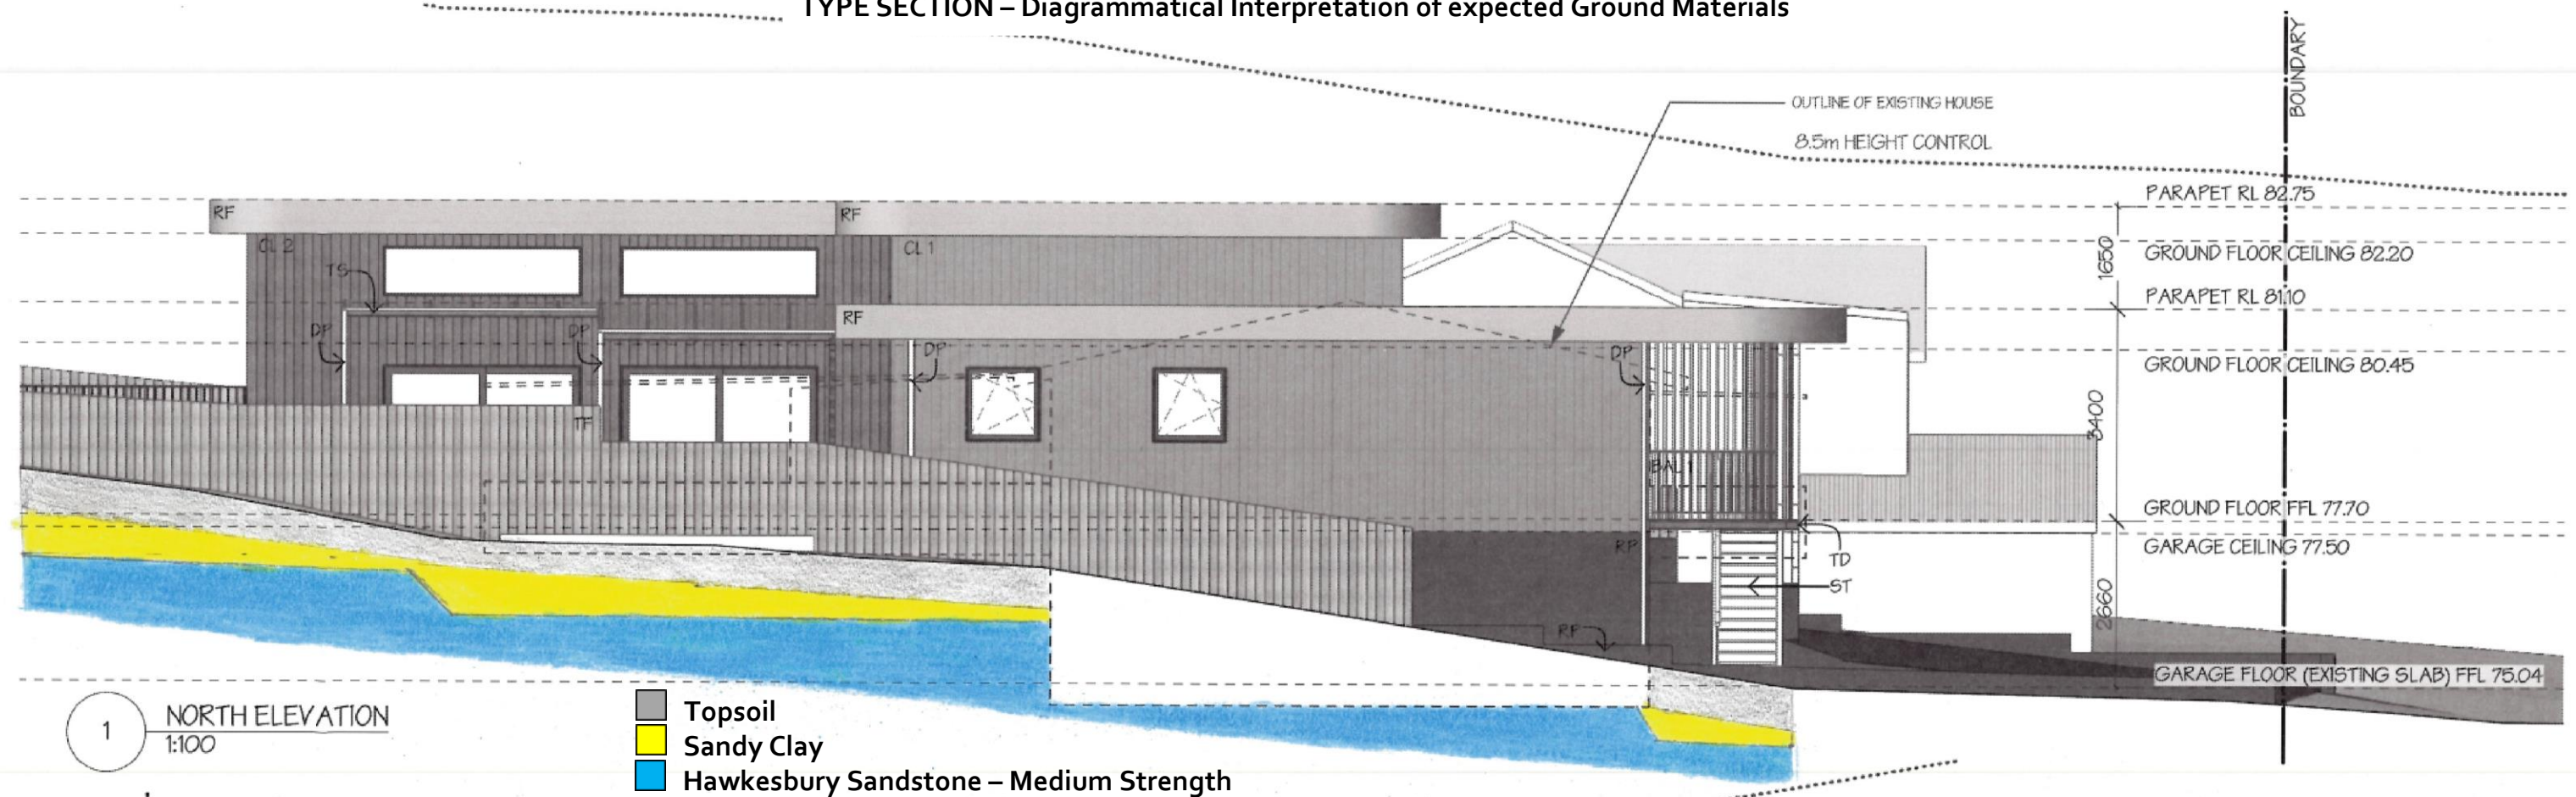 TYPE SECTION – Diagrammatical Interpretation of expected Ground Materials
BOUNDARY
OUTLINE OF EXISTING HOUSE
8.5m HEIGHT CONTROL
PARAPET RL 82.75
RF
RF
CL 2
CL 1
GROUND FLOOR CEILING 82.20
1650
TS
PARAPET RL 81.10
RF
DP
DP
DP
DP
GROUND FLOOR CEILING 80.45
3400
TF
BAL 1
GROUND FLOOR FFL 77.70
RP
GARAGE CEILING 77.50
TD
ST
2660
RF
GARAGE FLOOR (EXISTING SLAB) FFL 75.04
1
NORTH ELEVATION
1:100
Topsoil
Sandy Clay
Hawkesbury Sandstone – Medium Strength